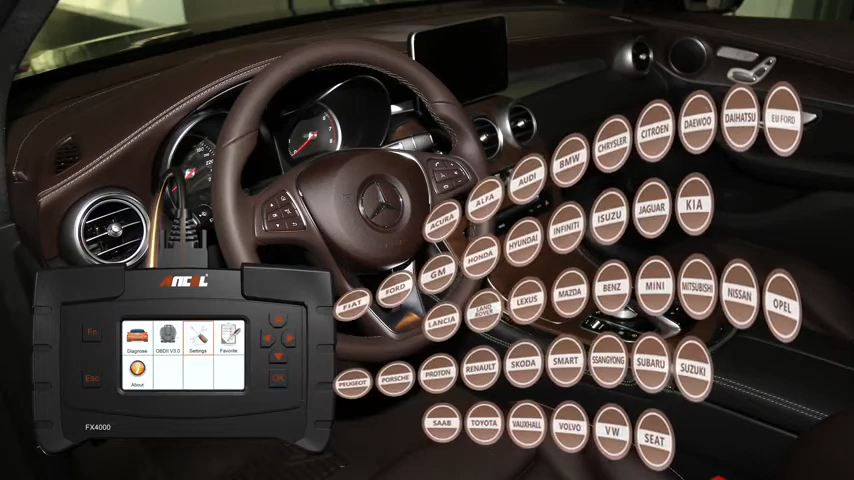 ACURA
ALFA
AUDI
BMW
CHRYSLER
CITROEN
DAEWOO
DAIHATSU
EU FORD
FIAT
FORD
GM
HONDA
HYUNDAI
INFINITI
ISUZU
JAGUAR
KIA
LANCIA
LAND
ROVER
LEXUS
MAZDA
BENZ
MINI
MITSUBISHI
NISSAN
OPEL
PEUGEOT
PORSCHE
PROTON
RENAULT
SKODA
SMART
SSANGYONG
SUBARU
SUZUKI
SAAB
TOYOTA
VAUXHALL
VOLVO
VW
SEAT
ANCEL
Fn
Esc
OK
Diagnose
OBDII V3.0
Settings
Favorite
About
FX4000